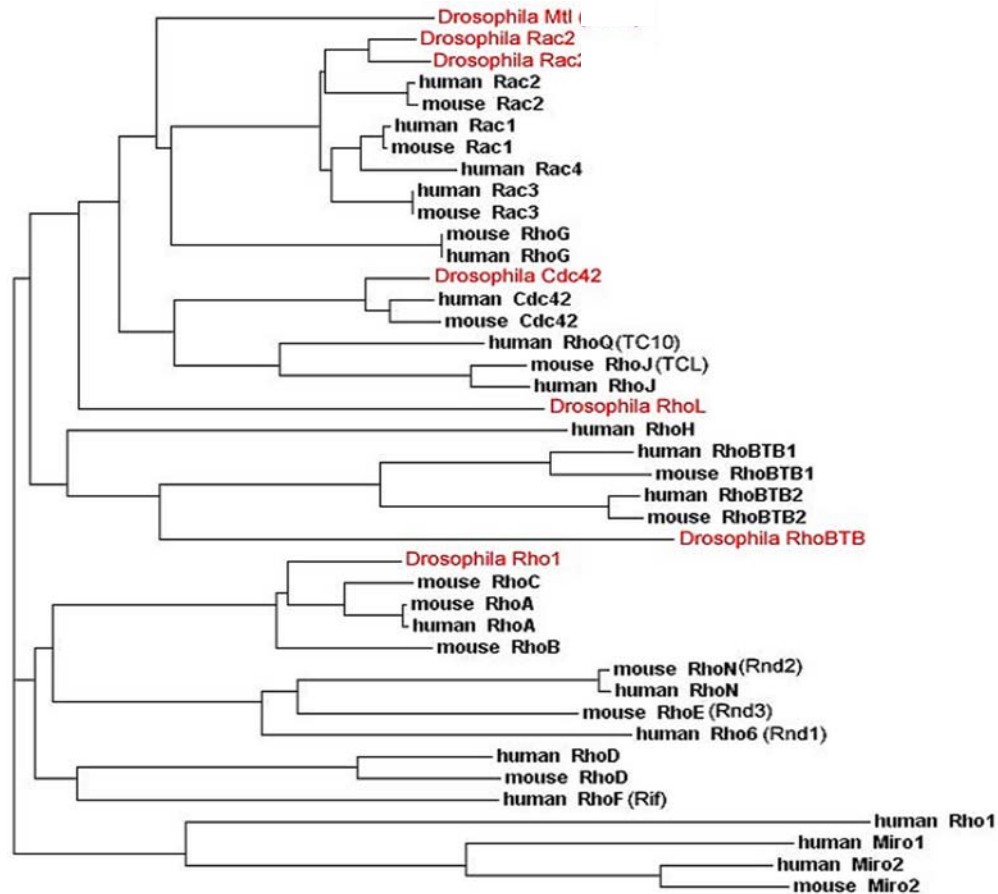 Drosophila Mtl (
Drosophila Rac2
Drosophila
human Rac2
mouse Rac2
human Rac1
mouse Rac1
human Rac4
human Rac3
mouse Rac3
mouse RhoG
human RhoG
Drosophila Cdc42
human Cdc42
mouse Cdc42
human RhoQ(TC10)
mouse RhoJ(TCL)
human RhoJ
Drosophila RhoL
human RhoH
human RhoBTB1
mouse RhoBTB1
human RhoBTB2
mouse RhoBTB2
Drosophila RhoBTB
Drosophila Rho1
mouse RhoC
mouse RhoA
human RhoA
mouse RhoB
mouse RhoN(Rnd2)
human RhoN
mouse RhoE(Rnd3)
human Rho6(Rnd1)
human RhoD
mouse RhoD
human RhoF(Rif)
human Rho1
human Miro1
human Miro2
mouse Miro2